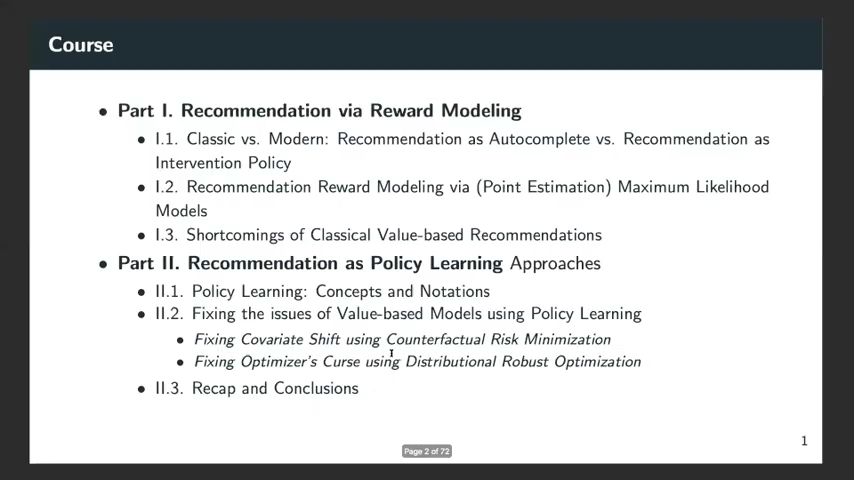 Course
• Part I. Recommendation via Reward Modeling
• I.1. Classic vs. Modern: Recommendation as Autocomplete vs. Recommendation as
Intervention Policy
• I.2. Recommendation Reward Modeling via (Point Estimation) Maximum Likelihood
Models
• I.3. Shortcomings of Classical Value-based Recommendations
• Part II. Recommendation as Policy Learning Approaches
• II.1. Policy Learning: Concepts and Notations
• II.2. Fixing the issues of Value-based Models using Policy Learning
• Fixing Covariate Shift using Counterfactual Risk Minimization
• Fixing Optimizer's Curse using Distributional Robust Optimization
• II.3. Recap and Conclusions
1
Page 2 of 72